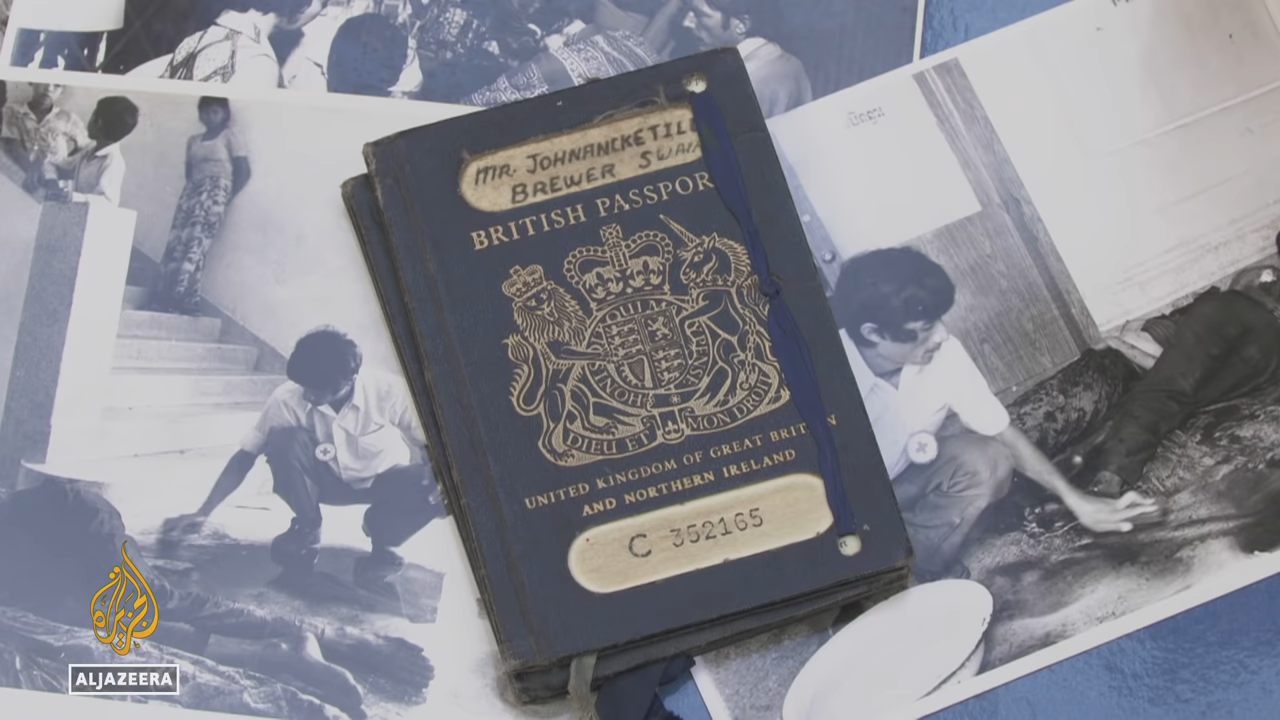 MR. JOHNANCKETILL
BREWER SWAIN
BRITISH PASSPORT
DIEU ET MON DROIT
UNITED KINGDOM OF GREAT BRITAIN
AND NORTHERN IRELAND
C 352165
ALJAZEERA